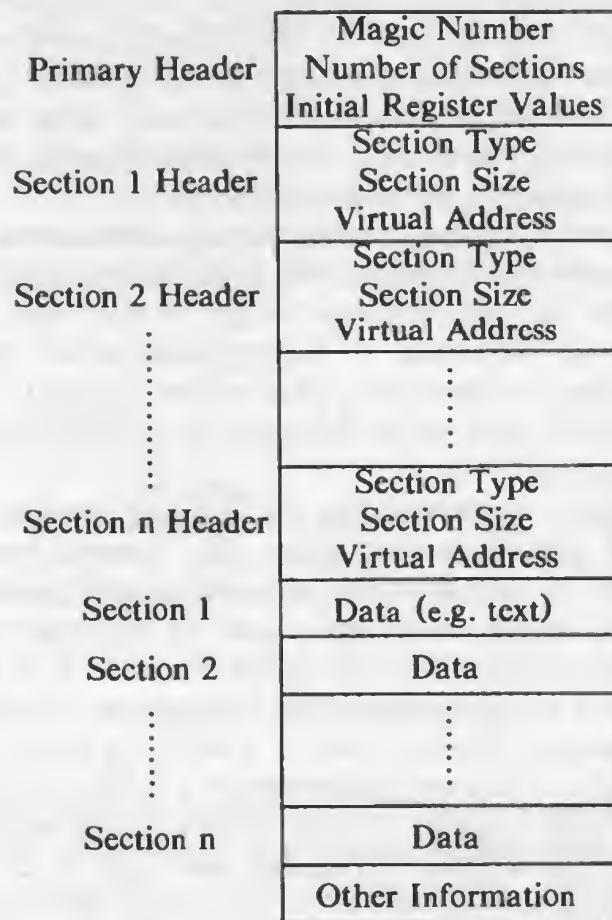 Magic Number
Primary Header Number of Sections
Initial Register Values
Section Type
Section 1 Header Section Size
Virtual Address
Section Type
Section 2 Header Section Size
Virtual Address
Section Type
Section n Header Section Size
Virtual Address
Section 1 Data (e.g. text)
Section 2 Data
Section n Data
Other Information